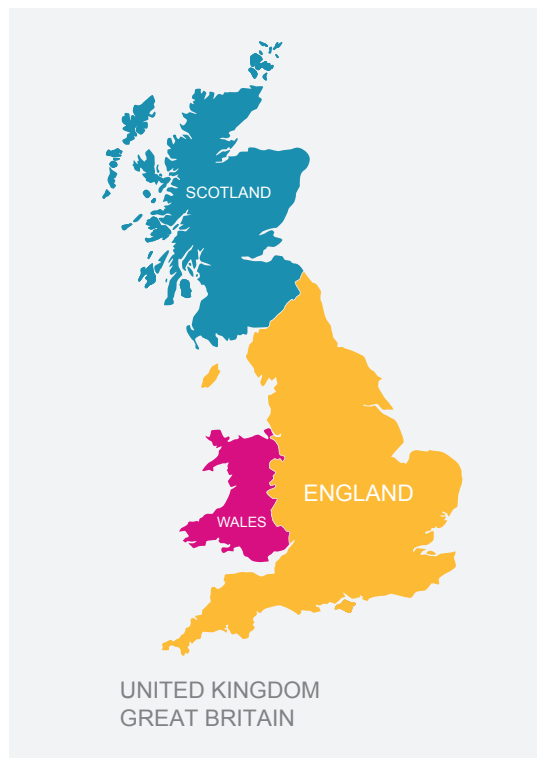 SCOTLAND
ENGLAND
WALES
UNITED KINGDOM
GREAT BRITAIN